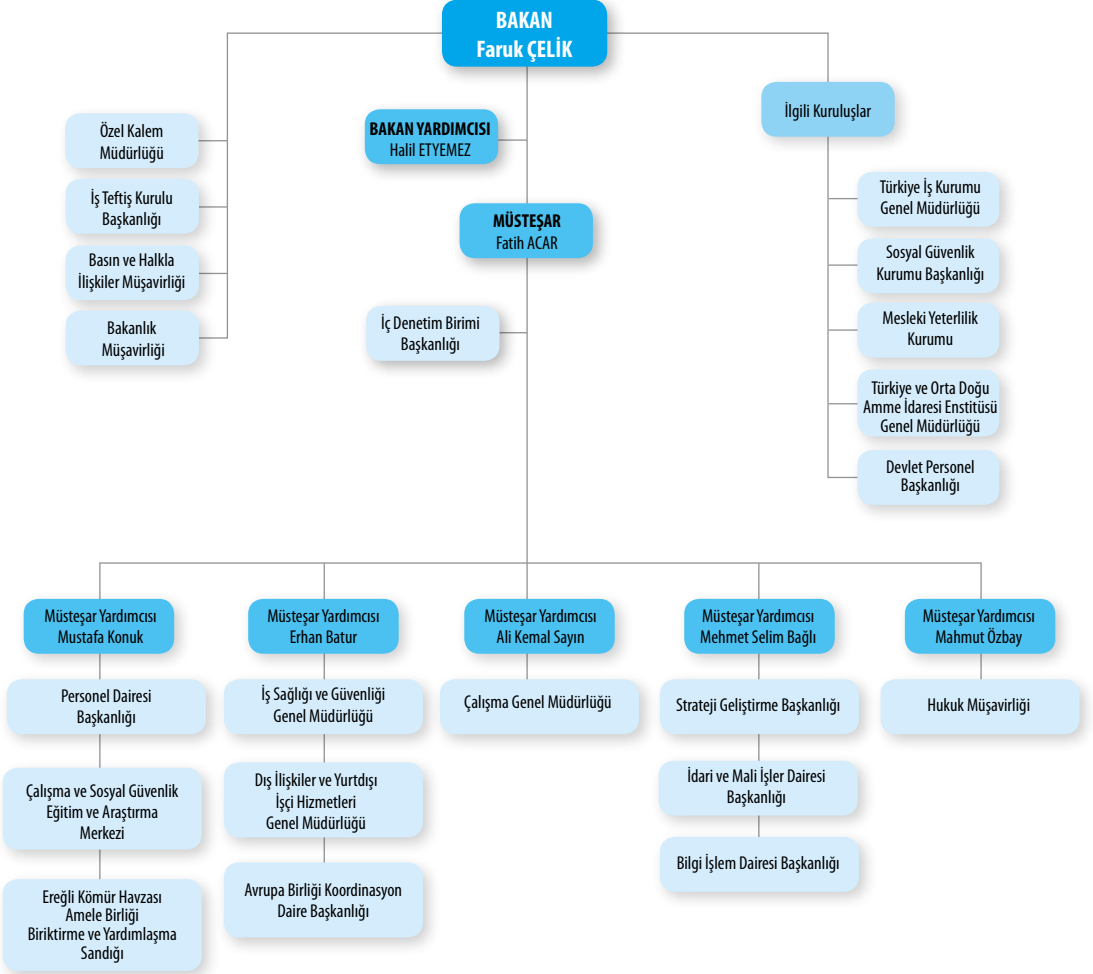 BAKAN
Faruk ÇELİK
Özel Kalem
Müdürlüğü
İş Teftiş Kurulu
Başkanlığı
Basın ve Halkla
İlişkiler Müşavirliği
Bakanlık
Müşavirliği
BAKAN YARDIMCISI
Halil ETYEMEZ
MÜSTEŞAR
Fatih ACAR
İç Denetim Birimi
Başkanlığı
İlgili Kuruluşlar
Türkiye İş Kurumu
Genel Müdürlüğü
Sosyal Güvenlik
Kurumu Başkanlığı
Mesleki Yeterlilik
Kurumu
Türkiye ve Orta Doğu
Amme İdaresi Enstitüsü
Genel Müdürlüğü
Devlet Personel
Başkanlığı
Müsteşar Yardımcısı
Mustafa Konuk
Personel Dairesi
Başkanlığı
Çalışma ve Sosyal Güvenlik
Eğitim ve Araştırma
Merkezi
Ereğli Kömür Havzası
Amele Birliği
Biriktirme ve Yardımlaşma
Sandığı
Müsteşar Yardımcısı
Erhan Batur
İş Sağlığı ve Güvenliği
Genel Müdürlüğü
Dış İlişkiler ve Yurtdışı
İşçi Hizmetleri
Genel Müdürlüğü
Avrupa Birliği Koordinasyon
Daire Başkanlığı
Müsteşar Yardımcısı
Ali Kemal Sayın
Çalışma Genel Müdürlüğü
Müsteşar Yardımcısı
Mehmet Selim Bağlı
Strateji Geliştirme Başkanlığı
İdari ve Mali İşler Dairesi
Başkanlığı
Bilgi İşlem Dairesi Başkanlığı
Müsteşar Yardımcısı
Mahmut Özbay
Hukuk Müşavirliği